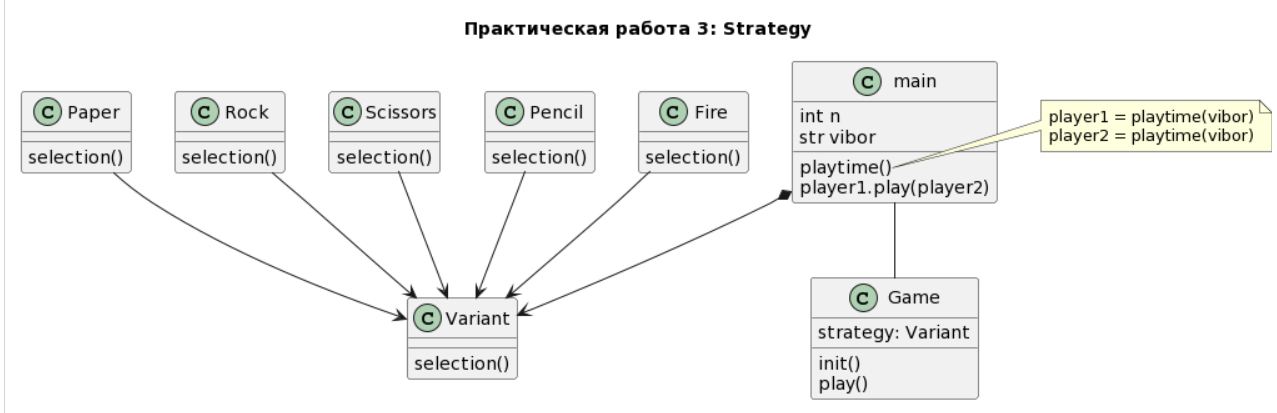 Практическая работа 3: Strategy
C Paper
selection()
C Rock
selection()
C Scissors
selection()
C Pencil
selection()
C Fire
selection()
C main
int n
str vibor
playtime()
player1.play(player2)
player1 = playtime(vibor)
player2 = playtime(vibor)
C Variant
selection()
C Game
strategy: Variant
init()
play()